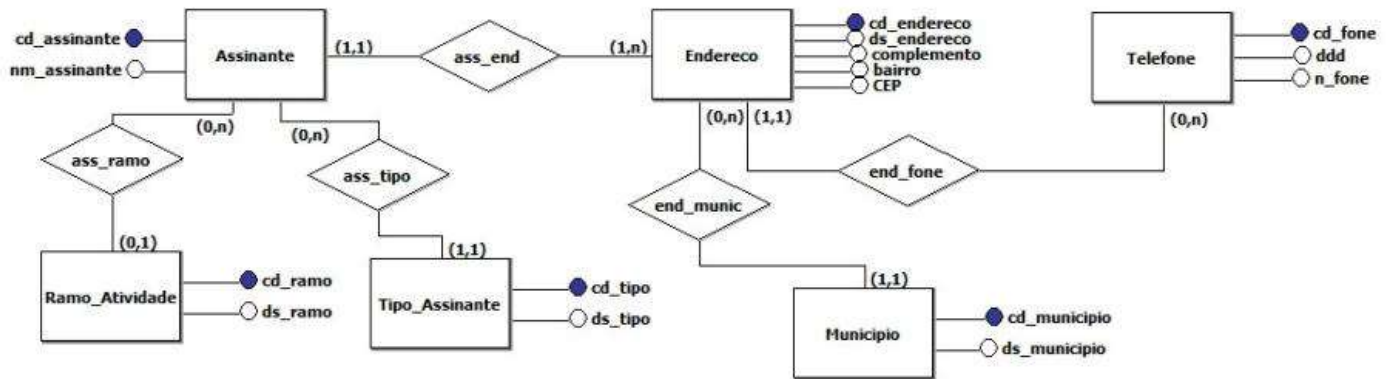 cd_assinante
nm_assinante
Assinante
(1,1)
ass_end
(1,n)
Endereco
cd_endereco
ds_endereco
complemento
bairro
CEP
Telefone
cd_fone
ddd
n_fone
(0,n)
(0,n)
(0,n)
(1,1)
(0,n)
ass_ramo
ass_tipo
end_munic
end_fone
(0,1)
(1,1)
(1,1)
Ramo_Atividade
cd_ramo
ds_ramo
Tipo_Assinante
cd_tipo
ds_tipo
Municipio
cd_municipio
ds_municipio